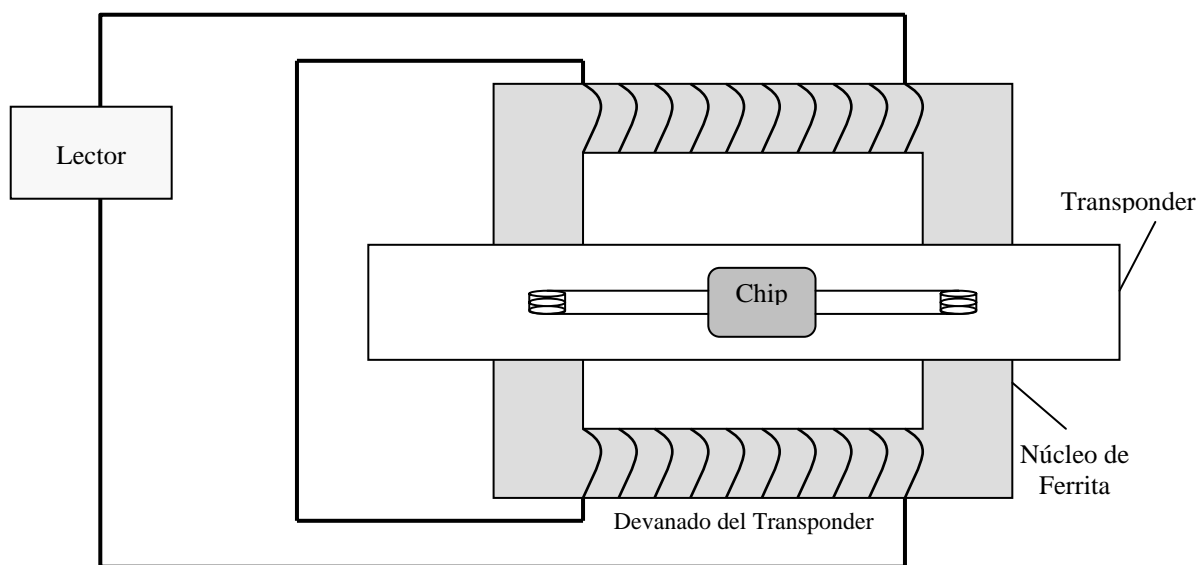 Lector
Transponder
Chip
Núcleo de
Ferrita
Devanado del Transponder